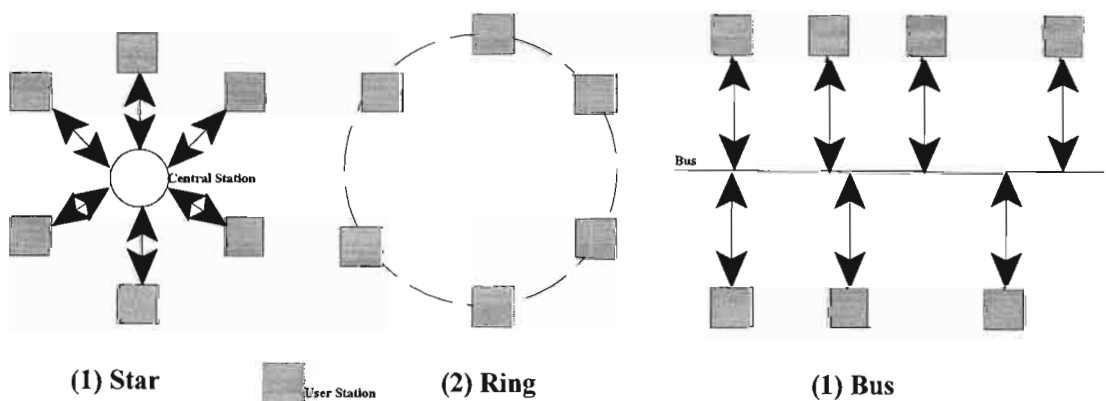 Central Station
Bus
(1) Star
User Station
(2) Ring
(1) Bus